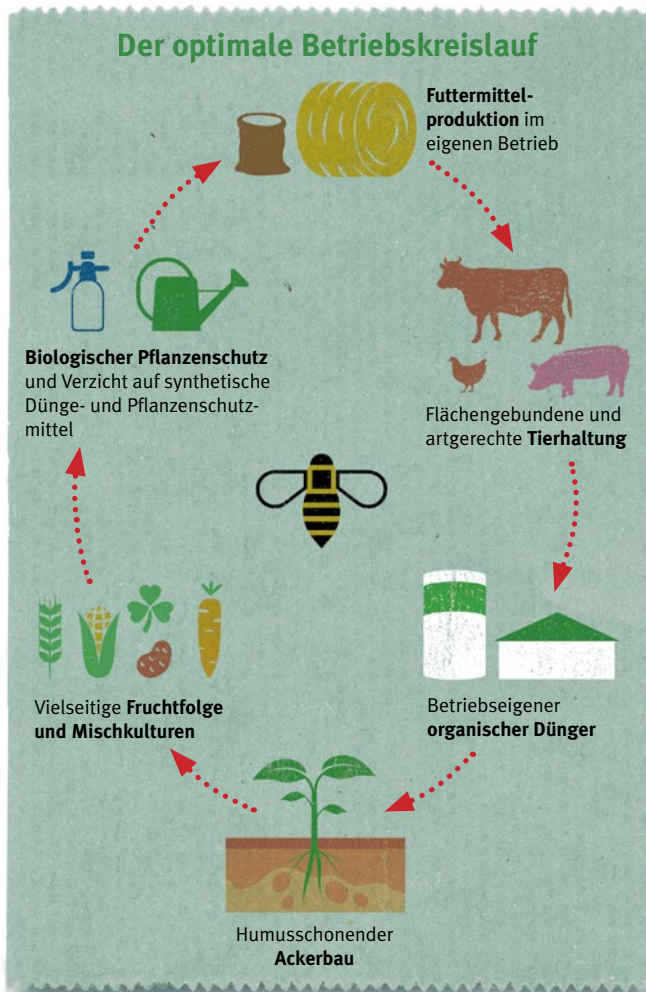 Der optimale Betriebskreislauf
Futtermittel-
produktion im
eigenen Betrieb
Flächengebundene und
artgerechte Tierhaltung
Betriebseigener
organischer Dünger
Humusschonender
Ackerbau
Vielseitige Fruchtfolge
und Mischkulturen
Biologischer Pflanzenschutz
und Verzicht auf synthetische
Dünge- und Pflanzenschutz-
mittel